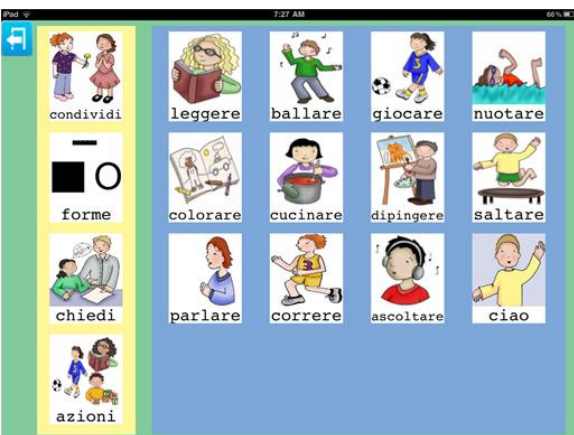 iPad 7:27 AM 66%
condividi
forme
chiedi
azioni
leggere ballare giocare nuotare
colorare cucinare dipingere saltare
parlare correre ascoltare ciao